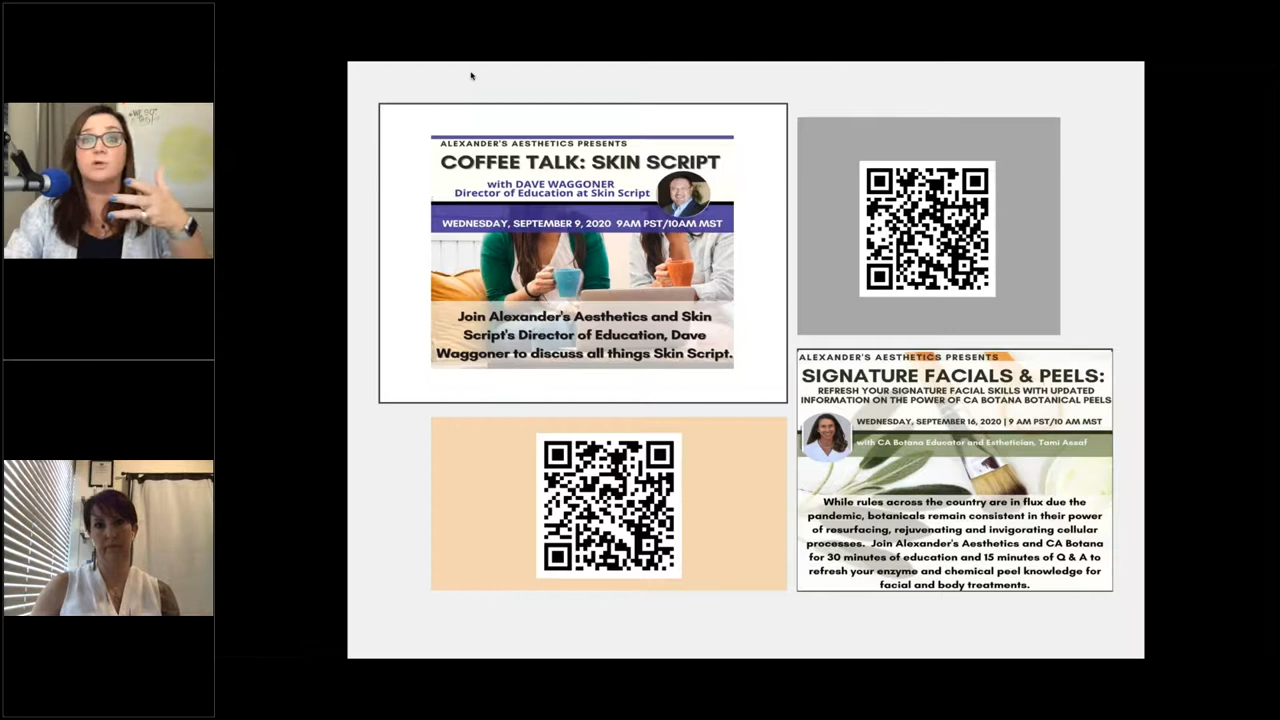 ALEXANDER'S AESTHETICS PRESENTS
COFFEE TALK: SKIN SCRIPT
with DAVE WAGGONER
Director of Education at Skin Script
WEDNESDAY, SEPTEMBER 9, 2020 9AM PST/10AM MST
Join Alexander's Aesthetics and Skin
Script's Director of Education, Dave
Waggoner to discuss all things Skin Script.
ALEXANDER'S AESTHETICS PRESENTS
SIGNATURE FACIALS & PEELS:
REFRESH YOUR SIGNATURE FACIAL SKILLS WITH UPDATED
INFORMATION ON THE POWER OF CA BOTANA BOTANICAL PEELS
WEDNESDAY, SEPTEMBER 16, 2020 | 9 AM PST/10 AM MST
with CA Botana Educator and Esthetician, Tami Assaf
While rules across the country are in flux due the
pandemic, botanicals remain consistent in their power
of resurfacing, rejuvenating and invigorating cellular
processes. Join Alexander's Aesthetics and CA Botana
for 30 minutes of education and 15 minutes of Q & A to
refresh your enzyme and chemical peel knowledge for
facial and body treatments.